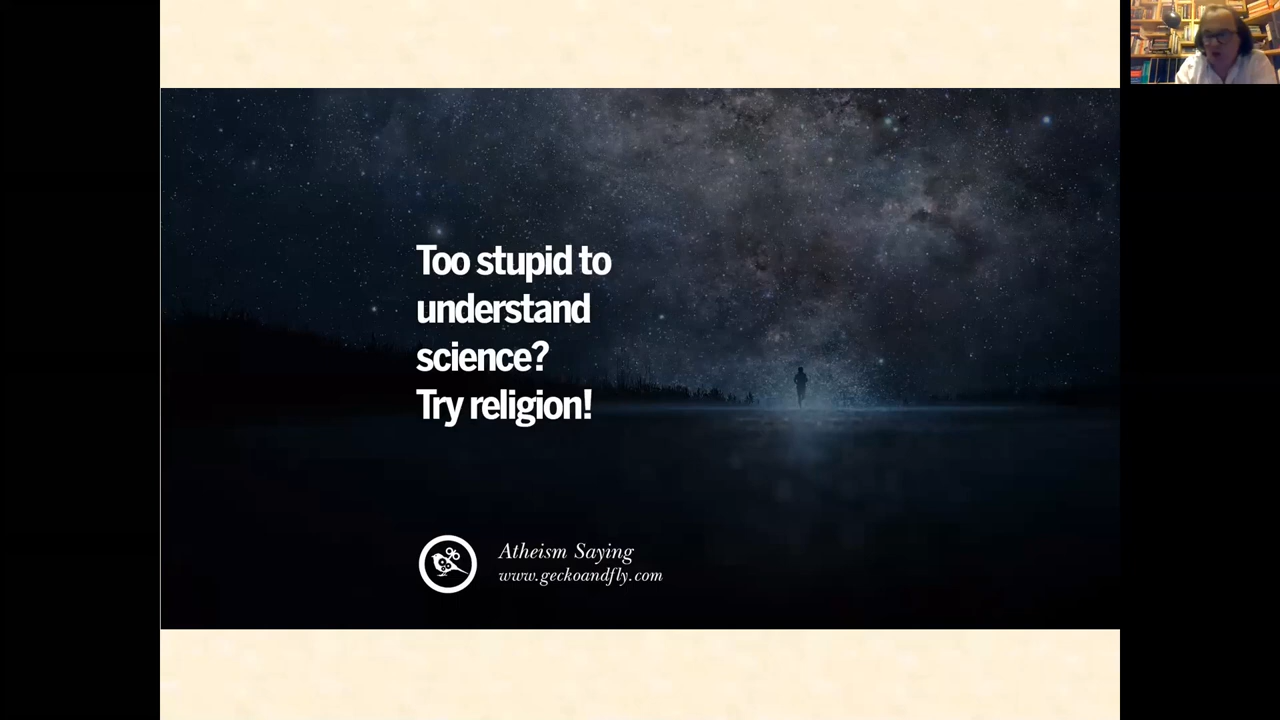 Too stupid to
understand
science?
Try religion!
Atheism Saying
www.geckoandfly.com